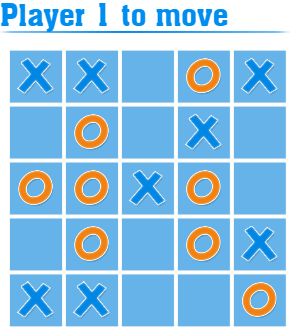 Player 1 to move
X X O X
O X
O O X O
O O X
X X O